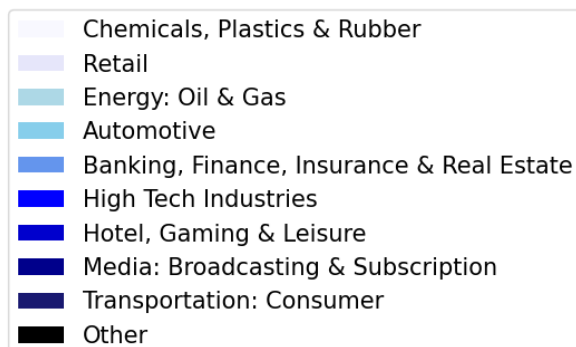 Chemicals, Plastics & Rubber
Retail
Energy: Oil & Gas
Automotive
Banking, Finance, Insurance & Real Estate
High Tech Industries
Hotel, Gaming & Leisure
Media: Broadcasting & Subscription
Transportation: Consumer
Other